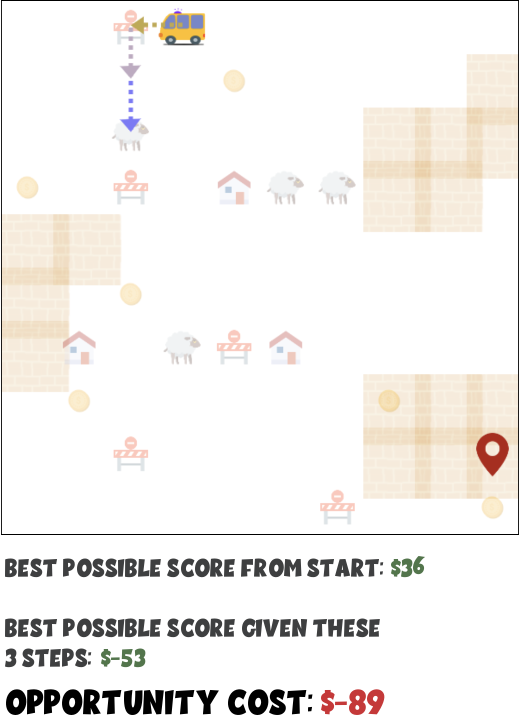 BEST POSSIBLE SCORE FROM START: $36
BEST POSSIBLE SCORE GIVEN THESE
3 STEPS: $-53
OPPORTUNITY COST: $-89